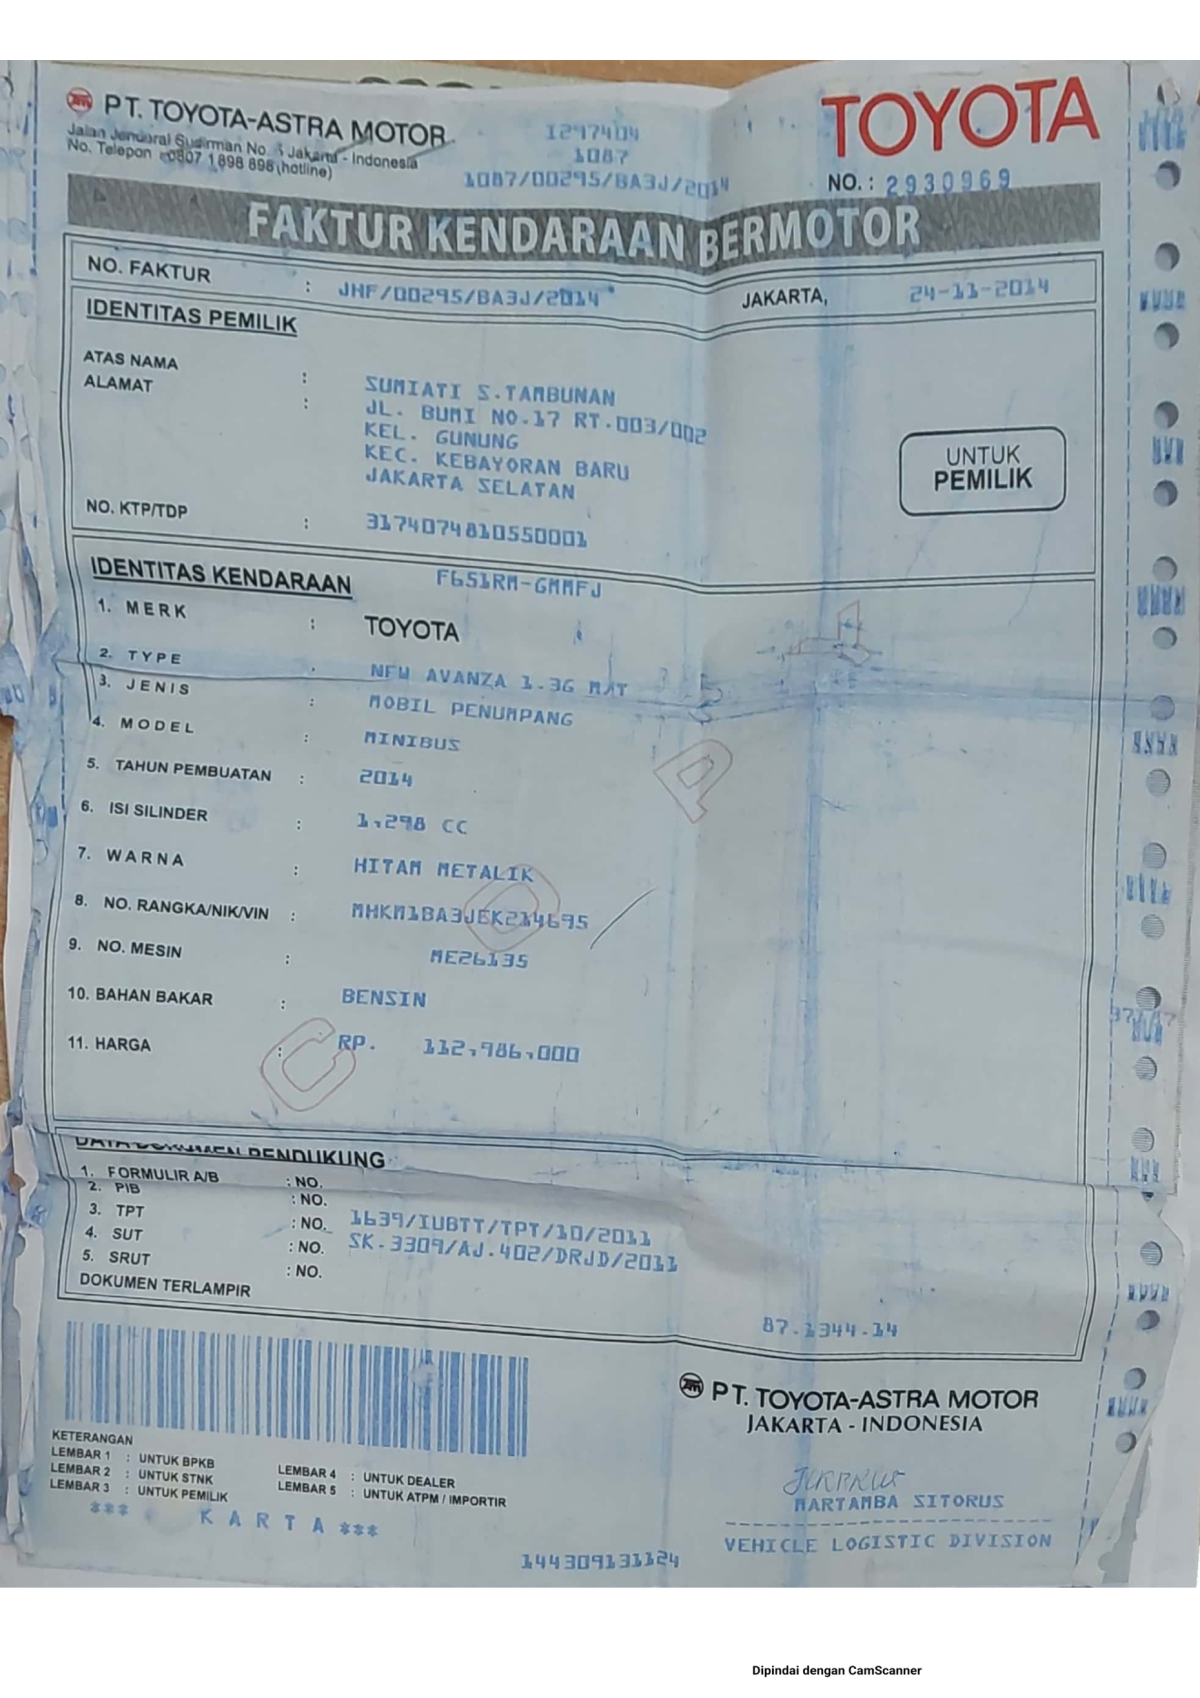 PT. TOYOTA-ASTRA MOTOR
Jalan Jenderal Sudirman No. 5 Jakarta - Indonesia
No. Telepon : 0807 1 898 898 (hotline)
1297404
1087
1087/00295/BA3J/2014
TOYOTA
NO. : 2930969
FAKTUR KENDARAAN BERMOTOR
NO. FAKTUR : JHF/00295/BA3J/2014 JAKARTA, 24-11-2014
IDENTITAS PEMILIK
ATAS NAMA : SUMIATI S.TAMBUNAN
ALAMAT : JL. BUMI NO.17 RT.003/002
KEL. GUNUNG
KEC. KEBAYORAN BARU
JAKARTA SELATAN
UNTUK
PEMILIK
NO. KTP/TDP : 3174074810550001
IDENTITAS KENDARAAN F651RM-GMMFJ
1. MERK : TOYOTA
2. TYPE : NEW AVANZA 1.3G M/T
3. JENIS : MOBIL PENUMPANG
4. MODEL : MINIBUS
5. TAHUN PEMBUATAN : 2014
6. ISI SILINDER : 1,298 CC
7. WARNA : HITAM METALIK
8. NO. RANGKA/NIK/VIN : MHKM1BA3JEK214695
9. NO. MESIN : ME26135
10. BAHAN BAKAR : BENSIN
11. HARGA : RP. 112,986,000
COPY
DATA DOKUMEN PENDUKUNG
1. FORMULIR A/B : NO.
2. PIB : NO.
3. TPT : NO. 1639/IUBTT/TPT/10/2011
4. SUT : NO. SK.3309/AJ.402/DRJD/2011
5. SRUT : NO.
DOKUMEN TERLAMPIR
87.1344.14
PT. TOYOTA-ASTRA MOTOR
JAKARTA - INDONESIA
KETERANGAN
LEMBAR 1 : UNTUK BPKB
LEMBAR 2 : UNTUK STNK
LEMBAR 3 : UNTUK PEMILIK
LEMBAR 4 : UNTUK DEALER
LEMBAR 5 : UNTUK ATPM / IMPORTIR
*** KARTA ***
MARTAMBA SITORUS
VEHICLE LOGISTIC DIVISION
144309131124
Dipindai dengan CamScanner